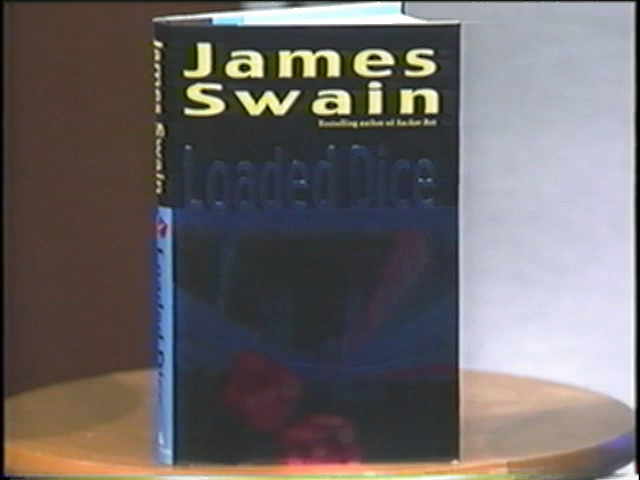 James
Swain
Bestselling author of Sucker Bet
Loaded Dice
James Swain
Loaded Dice